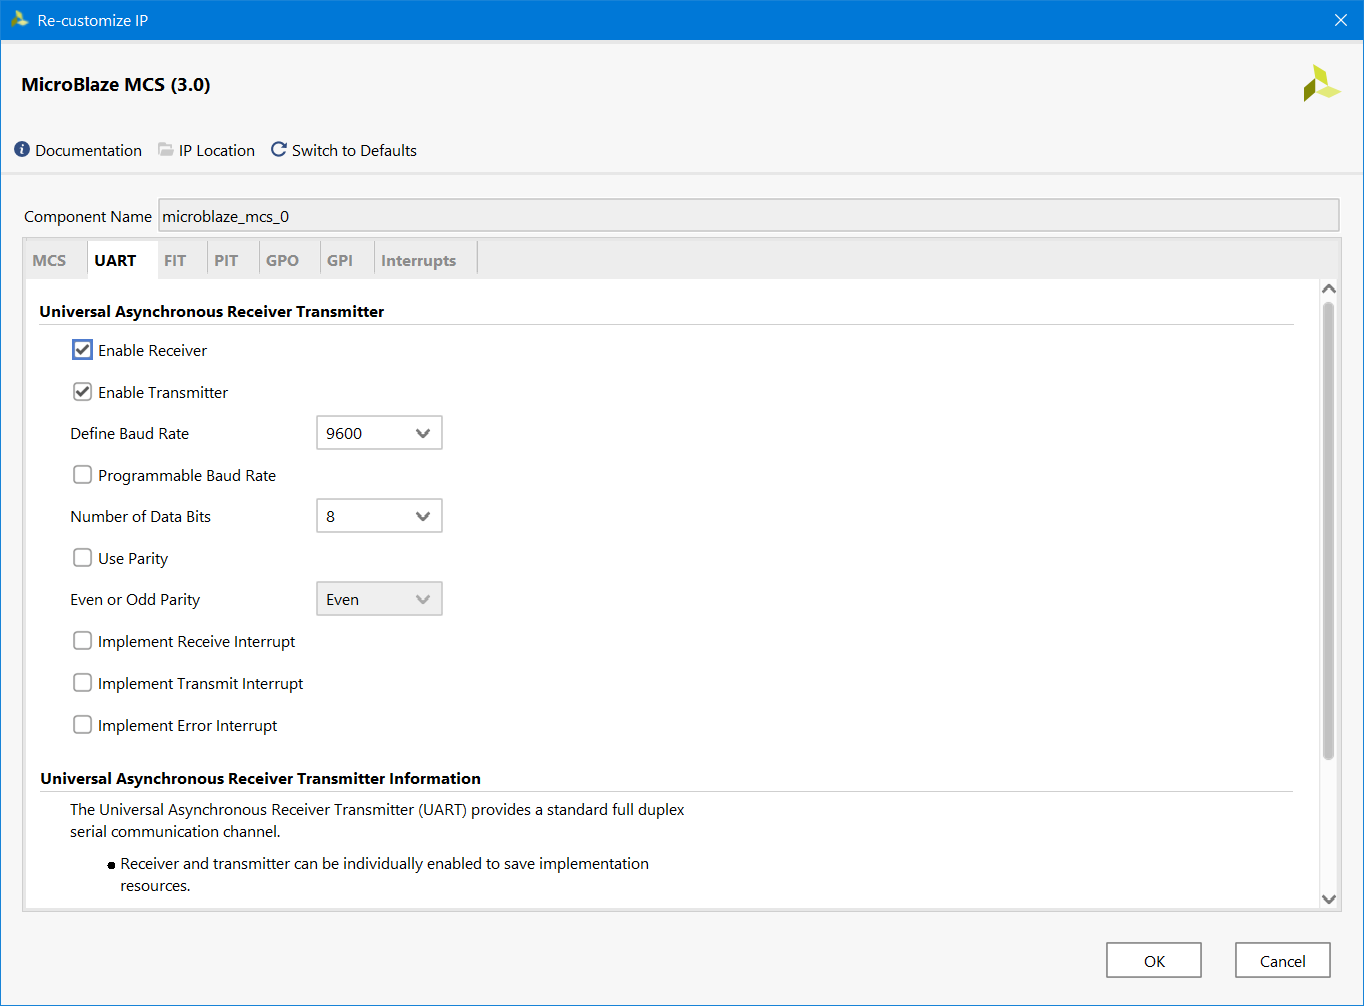 Re-customize IP
MicroBlaze MCS (3.0)
Documentation IP Location Switch to Defaults
Component Name microblaze_mcs_0
MCS UART FIT PIT GPO GPI Interrupts
Universal Asynchronous Receiver Transmitter
Enable Receiver
Enable Transmitter
Define Baud Rate 9600
Programmable Baud Rate
Number of Data Bits 8
Use Parity
Even or Odd Parity Even
Implement Receive Interrupt
Implement Transmit Interrupt
Implement Error Interrupt
Universal Asynchronous Receiver Transmitter Information
The Universal Asynchronous Receiver Transmitter (UART) provides a standard full duplex
serial communication channel.
Receiver and transmitter can be individually enabled to save implementation
resources.
OK Cancel